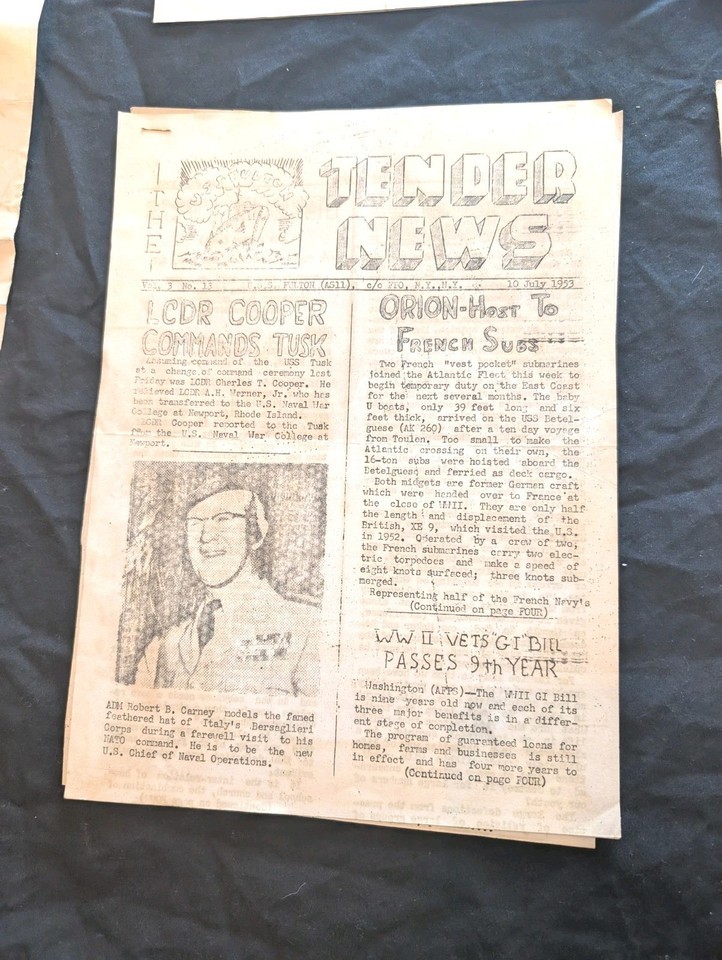 THE
TENDER
NEWS
U.S.S. FULTON
Vol. 3 No. 13 U.S.S. FULTON (AS11), c/o FPO, N.Y.,N.Y. 10 July 1953
LCDR COOPER
COMMANDS TUSK
Assuming command of the USS Tusk
at a change of command ceremony last
Friday was LCDR Charles T. Cooper. He
relieved LCDR A.H. Warner, Jr. who has
been transferred to the U.S. Naval War
College at Newport, Rhode Island.
LCDR Cooper reported to the Tusk
from the U.S. Naval War College at
Newport.
ADM Robert B. Carney models the famed
feathered hat of Italy's Bersaglieri
Corps during a farewell visit to his
NATO command. He is to be the new
U.S. Chief of Naval Operations.
ORION-HOST TO
FRENCH SUBS
Two French "vest pocket" submarines
joined the Atlantic Fleet this week to
begin temporary duty on the East Coast
for the next several months. The baby
U boats, only 39 feet long and six
feet thick, arrived on the USS Betel-
guese (AK 260) after a ten day voyage
from Toulon. Too small to make the
Atlantic crossing on their own, the
16-ton subs were hoisted aboard the
Betelguese and ferried as deck cargo.
Both midgets are former German craft
which were handed over to France at
the close of WWII. They are only half
the length and displacement of the
British, XE 9, which visited the U.S.
in 1952. Operated by a crew of two,
the French submarines carry two elec-
tric torpedoes and make a speed of
eight knots surfaced; three knots sub-
merged.
Representing half of the French Navy's
(Continued on page FOUR)
WW II VETS "GI" BILL
PASSES 9th YEAR
Washington (AFPS)—The WWII GI Bill
is nine years old now and each of its
three major benefits is in a differ-
ent stage of completion.
The program of guaranteed loans for
homes, farms and businesses is still
in effect and has four more years to
(Continued on page FOUR)